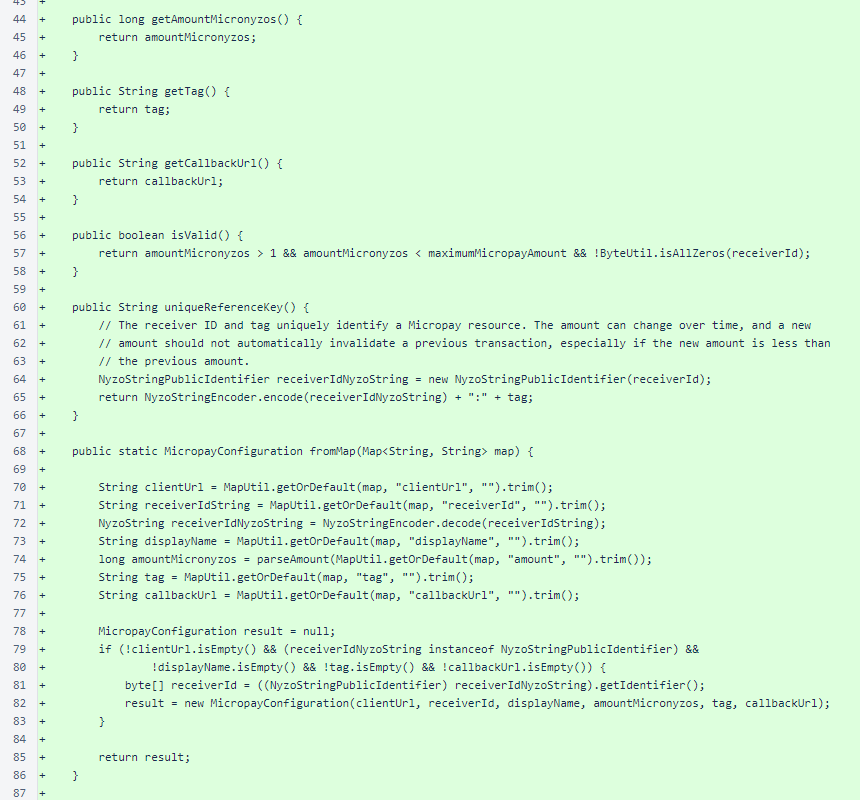 43 +
44 +     public long getAmountMicronyzos() {
45 +         return amountMicronyzos;
46 +     }
47 +
48 +     public String getTag() {
49 +         return tag;
50 +     }
51 +
52 +     public String getCallbackUrl() {
53 +         return callbackUrl;
54 +     }
55 +
56 +     public boolean isValid() {
57 +         return amountMicronyzos > 1 && amountMicronyzos < maximumMicropayAmount && !ByteUtil.isAllZeros(receiverId);
58 +     }
59 +
60 +     public String uniqueReferenceKey() {
61 +         // The receiver ID and tag uniquely identify a Micropay resource. The amount can change over time, and a new
62 +         // amount should not automatically invalidate a previous transaction, especially if the new amount is less than
63 +         // the previous amount.
64 +         NyzoStringPublicIdentifier receiverIdNyzoString = new NyzoStringPublicIdentifier(receiverId);
65 +         return NyzoStringEncoder.encode(receiverIdNyzoString) + ":" + tag;
66 +     }
67 +
68 +     public static MicropayConfiguration fromMap(Map<String, String> map) {
69 +
70 +         String clientUrl = MapUtil.getOrDefault(map, "clientUrl", "").trim();
71 +         String receiverIdString = MapUtil.getOrDefault(map, "receiverId", "").trim();
72 +         NyzoString receiverIdNyzoString = NyzoStringEncoder.decode(receiverIdString);
73 +         String displayName = MapUtil.getOrDefault(map, "displayName", "").trim();
74 +         long amountMicronyzos = parseAmount(MapUtil.getOrDefault(map, "amount", "").trim());
75 +         String tag = MapUtil.getOrDefault(map, "tag", "").trim();
76 +         String callbackUrl = MapUtil.getOrDefault(map, "callbackUrl", "").trim();
77 +
78 +         MicropayConfiguration result = null;
79 +         if (!clientUrl.isEmpty() && (receiverIdNyzoString instanceof NyzoStringPublicIdentifier) &&
80 +                 !displayName.isEmpty() && !tag.isEmpty() && !callbackUrl.isEmpty()) {
81 +             byte[] receiverId = ((NyzoStringPublicIdentifier) receiverIdNyzoString).getIdentifier();
82 +             result = new MicropayConfiguration(clientUrl, receiverId, displayName, amountMicronyzos, tag, callbackUrl);
83 +         }
84 +
85 +         return result;
86 +     }
87 +